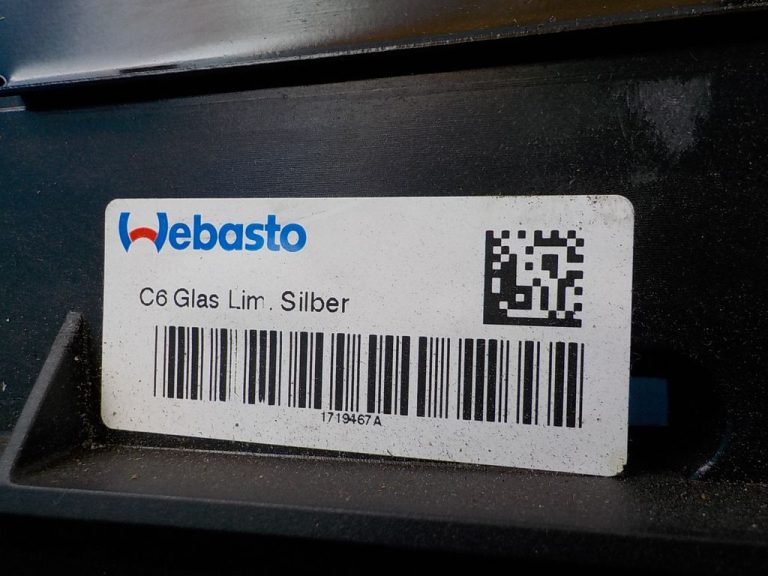 Webasto
C6 Glas Lim. Silber
1719467A